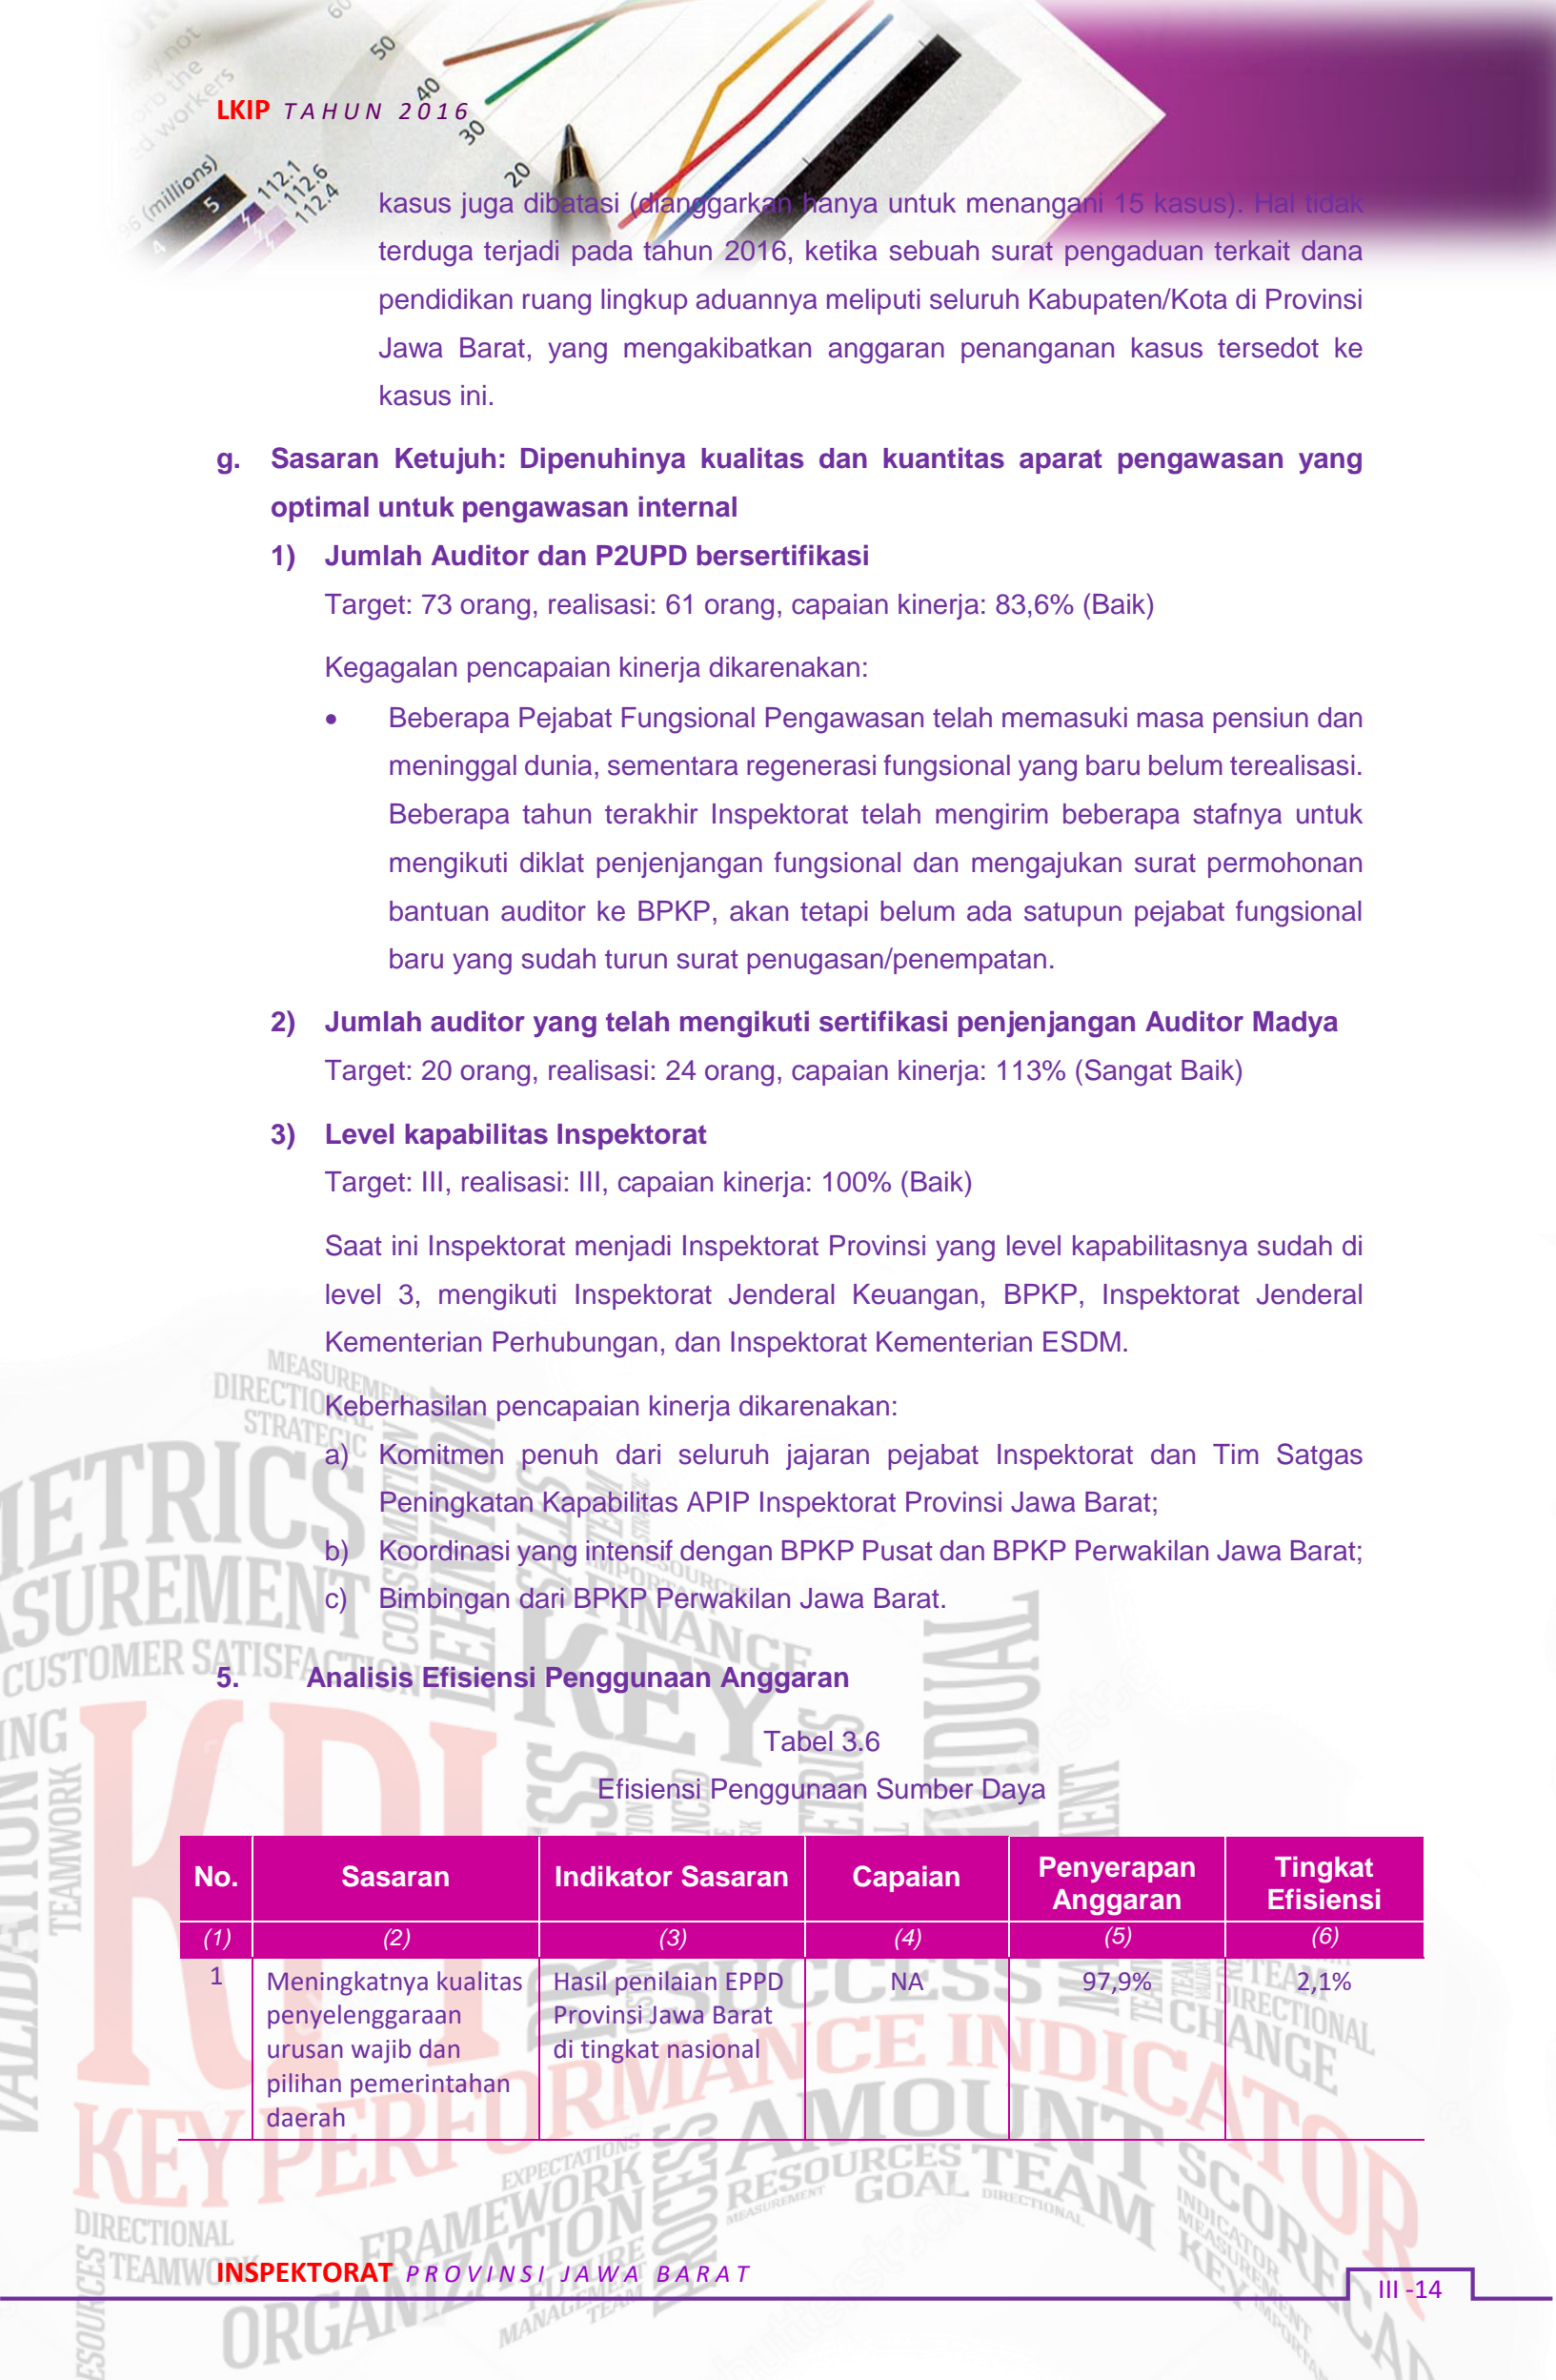 LKIP TAHUN 2016
kasus juga dibatasi (dianggarkan hanya untuk menangani 15 kasus). Hal tidak
terduga terjadi pada tahun 2016, ketika sebuah surat pengaduan terkait dana
pendidikan ruang lingkup aduannya meliputi seluruh Kabupaten/Kota di Provinsi
Jawa Barat, yang mengakibatkan anggaran penanganan kasus tersedot ke
kasus ini.
g. Sasaran Ketujuh: Dipenuhinya kualitas dan kuantitas aparat pengawasan yang
optimal untuk pengawasan internal
1) Jumlah Auditor dan P2UPD bersertifikasi
Target: 73 orang, realisasi: 61 orang, capaian kinerja: 83,6% (Baik)
Kegagalan pencapaian kinerja dikarenakan:
• Beberapa Pejabat Fungsional Pengawasan telah memasuki masa pensiun dan
meninggal dunia, sementara regenerasi fungsional yang baru belum terealisasi.
Beberapa tahun terakhir Inspektorat telah mengirim beberapa stafnya untuk
mengikuti diklat penjenjangan fungsional dan mengajukan surat permohonan
bantuan auditor ke BPKP, akan tetapi belum ada satupun pejabat fungsional
baru yang sudah turun surat penugasan/penempatan.
2) Jumlah auditor yang telah mengikuti sertifikasi penjenjangan Auditor Madya
Target: 20 orang, realisasi: 24 orang, capaian kinerja: 113% (Sangat Baik)
3) Level kapabilitas Inspektorat
Target: III, realisasi: III, capaian kinerja: 100% (Baik)
Saat ini Inspektorat menjadi Inspektorat Provinsi yang level kapabilitasnya sudah di
level 3, mengikuti Inspektorat Jenderal Keuangan, BPKP, Inspektorat Jenderal
Kementerian Perhubungan, dan Inspektorat Kementerian ESDM.
Keberhasilan pencapaian kinerja dikarenakan:
a) Komitmen penuh dari seluruh jajaran pejabat Inspektorat dan Tim Satgas
Peningkatan Kapabilitas APIP Inspektorat Provinsi Jawa Barat;
b) Koordinasi yang intensif dengan BPKP Pusat dan BPKP Perwakilan Jawa Barat;
c) Bimbingan dari BPKP Perwakilan Jawa Barat.
5. Analisis Efisiensi Penggunaan Anggaran
Tabel 3.6
Efisiensi Penggunaan Sumber Daya
No. Sasaran Indikator Sasaran Capaian Penyerapan Anggaran Tingkat Efisiensi
(1) (2) (3) (4) (5) (6)
1 Meningkatnya kualitas Hasil penilaian EPPD NA 97,9% 2,1%
penyelenggaraan Provinsi Jawa Barat
urusan wajib dan di tingkat nasional
pilihan pemerintahan
daerah
INSPEKTORAT PROVINSI JAWA BARAT
III -14